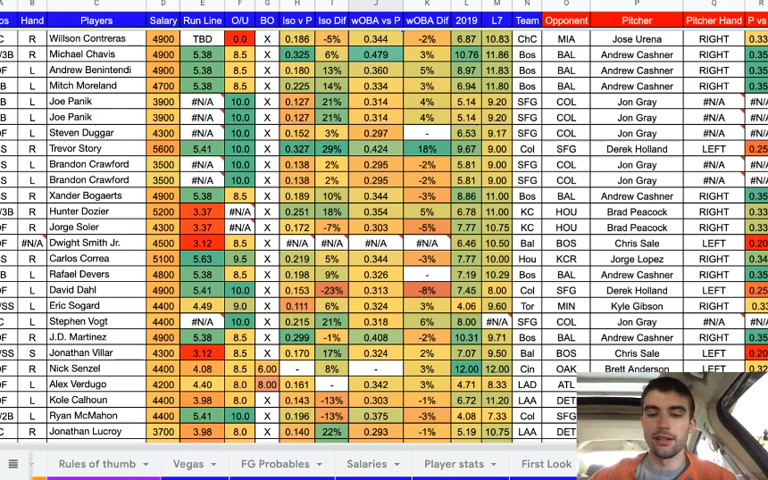 C D E F G H I J K L M N O P Q R
os Hand Players Salary Run Line O/U BO Iso v P Iso Dif wOBA vs P wOBA Dif 2019 L7 Team Opponent Pitcher Pitcher Hand P vs
C R Willson Contreras 4900 TBD 0.0 X 0.186 -5% 0.344 -2% 6.87 10.83 ChC MIA Jose Urena RIGHT 0.33
/3B R Michael Chavis 4900 5.38 8.5 X 0.325 6% 0.479 3% 10.76 11.86 Bos BAL Andrew Cashner RIGHT 0.35
OF L Andrew Benintendi 4900 5.38 8.5 X 0.180 13% 0.360 5% 8.97 11.83 Bos BAL Andrew Cashner RIGHT 0.35
B L Mitch Moreland 4700 5.38 8.5 X 0.225 14% 0.334 3% 9.94 11.80 Bos BAL Andrew Cashner RIGHT 0.35
B L Joe Panik 3900 #N/A 10.0 X 0.127 21% 0.314 4% 5.14 9.20 SFG COL Jon Gray #N/A #N/A
B L Joe Panik 3900 #N/A 10.0 X 0.127 21% 0.314 4% 5.14 9.20 SFG COL Jon Gray #N/A #N/A
OF L Steven Duggar 4300 #N/A 10.0 X 0.152 3% 0.297 - 6.53 9.17 SFG COL Jon Gray #N/A #N/A
SS R Trevor Story 5600 5.41 10.0 X 0.327 29% 0.424 18% 9.67 9.00 Col SFG Derek Holland LEFT 0.25
SS L Brandon Crawford 3500 #N/A 10.0 X 0.138 2% 0.295 -2% 5.81 9.00 SFG COL Jon Gray #N/A #N/A
SS L Brandon Crawford 3500 #N/A 10.0 X 0.138 2% 0.295 -2% 5.81 9.00 SFG COL Jon Gray #N/A #N/A
SS R Xander Bogaerts 4900 5.38 8.5 X 0.189 10% 0.344 -3% 8.86 11.00 Bos BAL Andrew Cashner RIGHT 0.35
/3B R Hunter Dozier 5200 3.37 #N/A X 0.251 18% 0.354 5% 6.78 11.00 KC HOU Brad Peacock RIGHT 0.33
OF R Jorge Soler 4300 3.37 #N/A X 0.172 -7% 0.303 -5% 7.77 10.75 KC HOU Brad Peacock RIGHT 0.33
OF #N/A Dwight Smith Jr. 4500 3.12 8.5 X #N/A #N/A #N/A #N/A 6.46 10.50 Bal BOS Chris Sale LEFT 0.20
SS R Carlos Correa 5100 5.63 9.5 X 0.219 5% 0.344 -3% 7.77 10.00 Hou KCR Jorge Lopez RIGHT 0.34
B L Rafael Devers 4800 5.38 8.5 X 0.198 9% 0.326 - 7.19 10.29 Bos BAL Andrew Cashner RIGHT 0.35
OF L David Dahl 4900 5.41 10.0 X 0.153 -23% 0.313 -8% 7.45 8.00 Col SFG Derek Holland LEFT 0.25
/SS L Eric Sogard 4400 4.49 9.0 X 0.111 6% 0.324 3% 4.06 9.60 Tor MIN Kyle Gibson RIGHT 0.33
C L Stephen Vogt 4400 #N/A 10.0 X 0.215 21% 0.318 6% 8.00 #N/A SFG COL Jon Gray #N/A #N/A
OF R J.D. Martinez 4900 5.38 8.5 X 0.299 -1% 0.408 -2% 10.31 9.71 Bos BAL Andrew Cashner RIGHT 0.35
SS S Jonathan Villar 4300 3.12 8.5 X 0.170 17% 0.324 2% 7.07 9.50 Bal BOS Chris Sale LEFT 0.20
OF R Nick Senzel 4400 4.08 8.5 6.00 - 8% - 3% 12.00 12.00 Cin OAK Brett Anderson LEFT 0.32
OF L Alex Verdugo 4200 4.40 8.0 8.00 0.161 - 0.342 3% 4.71 8.33 LAD ATL
OF L Kole Calhoun 4400 3.98 8.5 X 0.143 -13% 0.303 -1% 6.72 11.20 LAA DET
/2B L Ryan McMahon 4400 5.41 10.0 X 0.196 -13% 0.375 -3% 4.08 7.33 Col SFG
C R Jonathan Lucroy 3700 3.98 8.5 X 0.140 22% 0.293 -1% 5.19 10.75 LAA DET
Rules of thumb Vegas FG Probables Salaries Player stats First Look